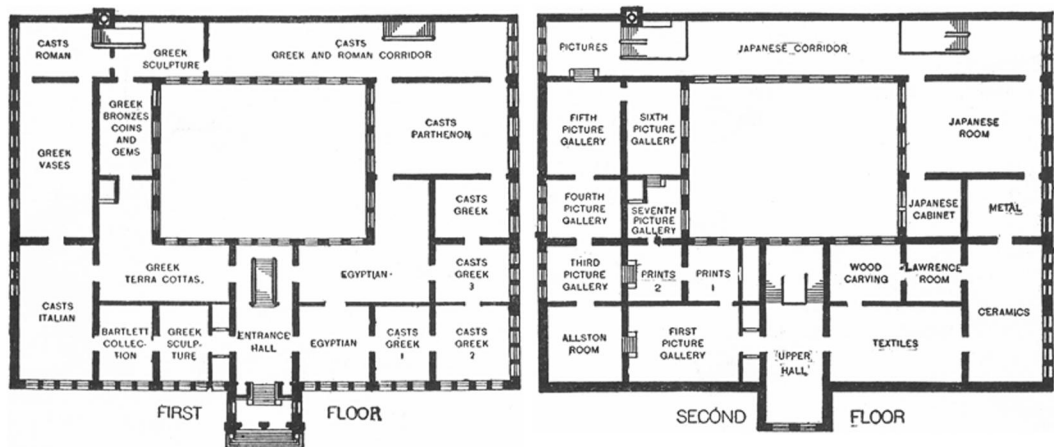 CASTS
ROMAN
GREEK
SCULPTURE
CASTS
GREEK AND ROMAN CORRIDOR
GREEK
BRONZES
COINS
AND
GEMS
GREEK
VASES
CASTS
PARTHENON
CASTS
GREEK
GREEK
TERRA COTTAS.
EGYPTIAN
CASTS
GREEK
3
CASTS
ITALIAN
BARTLETT
COLLEC-
TION
GREEK
SCULP-
TURE
ENTRANCE
HALL
EGYPTIAN
CASTS
GREEK
1
CASTS
GREEK
2
FIRST FLOOR
PICTURES
JAPANESE CORRIDOR
FIFTH
PICTURE
GALLERY
SIXTH
PICTURE
GALLERY
JAPANESE
ROOM
FOURTH
PICTURE
GALLERY
SEVENTH
PICTURE
GALLERY
JAPANESE
CABINET
METAL
THIRD
PICTURE
GALLERY
PRINTS
2
PRINTS
1
WOOD
CARVING
LAWRENCE
ROOM
CERAMICS
ALLSTON
ROOM
FIRST
PICTURE
GALLERY
UPPER
HALL
TEXTILES
SECOND FLOOR